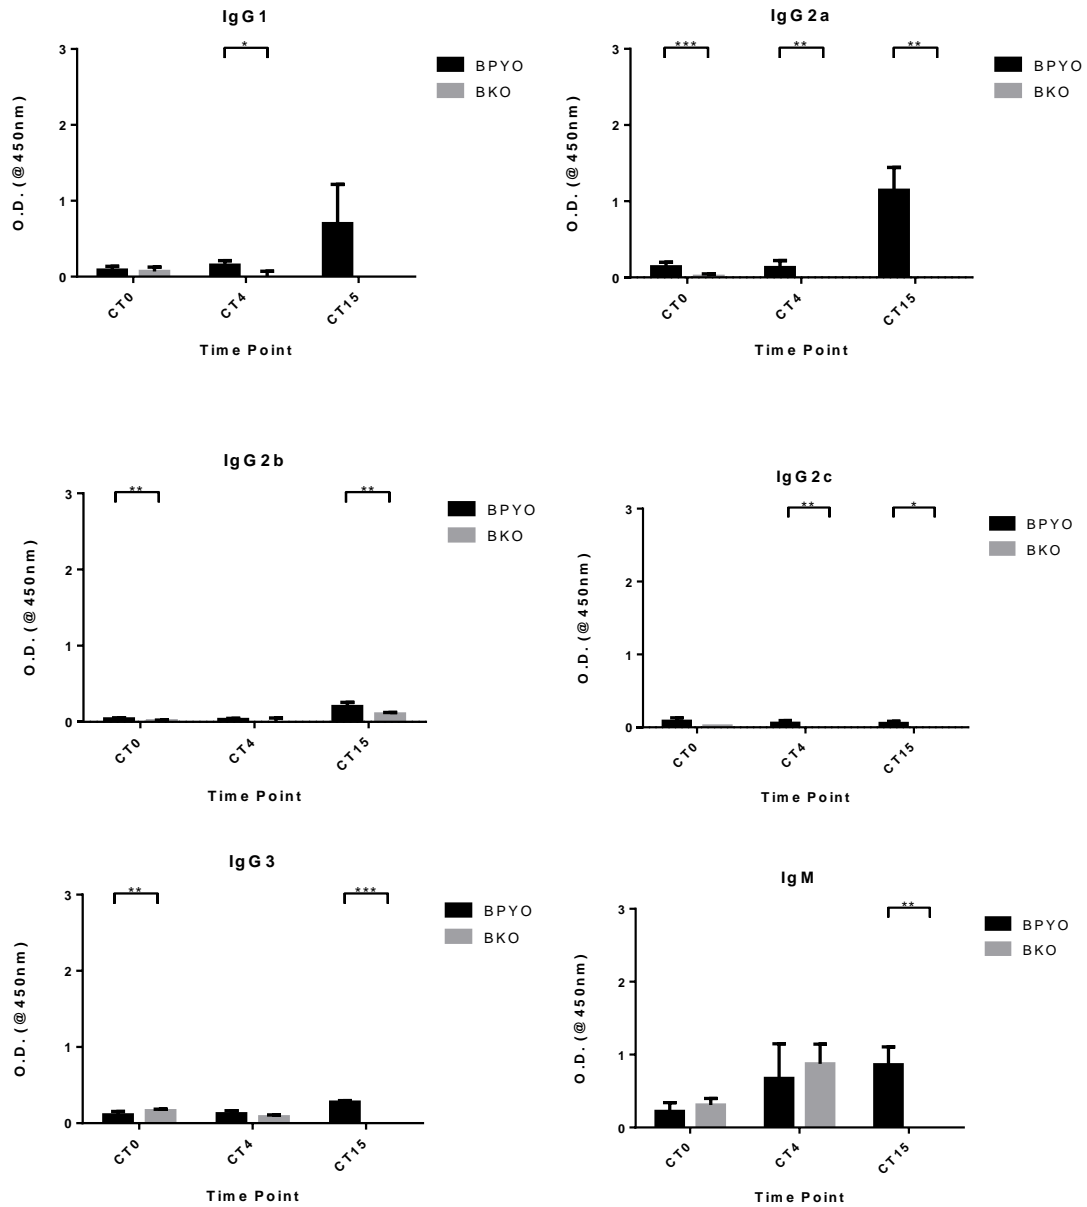 IgG1
3
2
1
0
O.D. (@450nm)
*
BPYO
BKO
CT0
CT4
CT15
Time Point
IgG2a
3
2
1
0
O.D. (@450nm)
***
**
**
BPYO
BKO
CT0
CT4
CT15
Time Point
IgG2b
3
2
1
0
O.D. (@450nm)
**
**
BPYO
BKO
CT0
CT4
CT15
Time Point
IgG2c
3
2
1
0
O.D. (@450nm)
**
*
BPYO
BKO
CT0
CT4
CT15
Time Point
IgG3
3
2
1
0
O.D. (@450nm)
**
***
BPYO
BKO
CT0
CT4
CT15
Time Point
IgM
3
2
1
0
O.D. (@450nm)
**
BPYO
BKO
CT0
CT4
CT15
Time Point